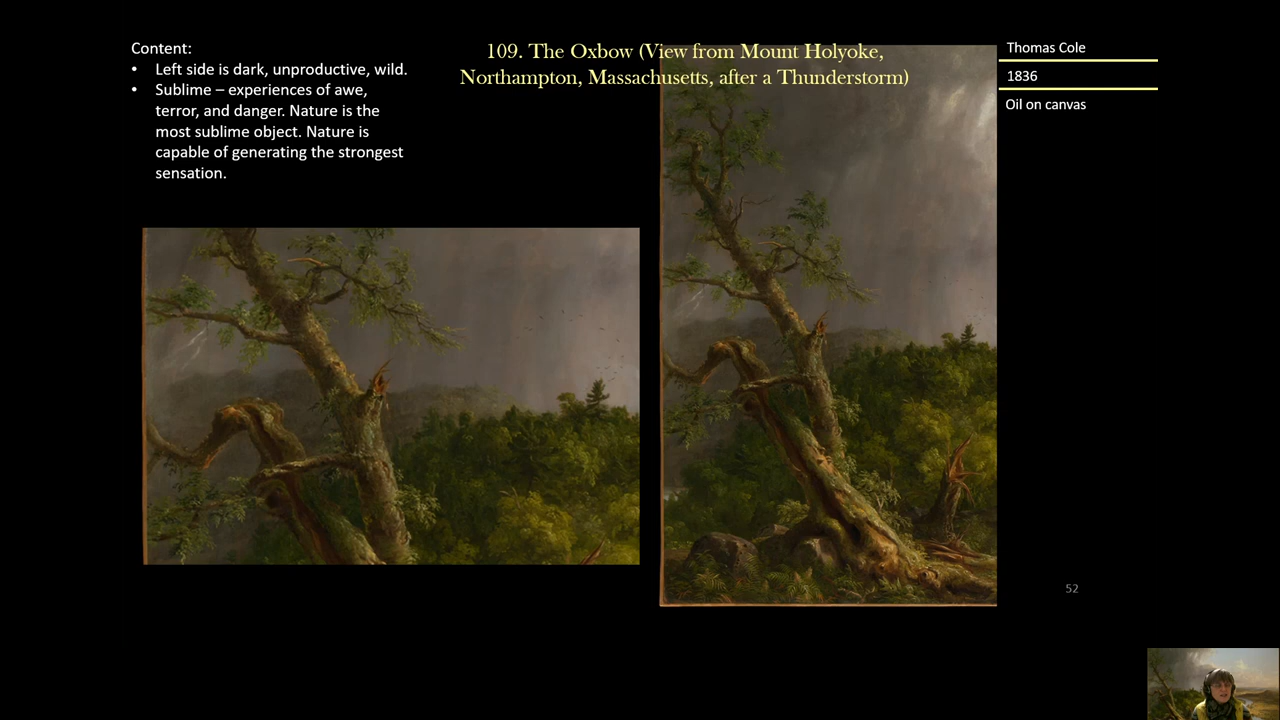 Content:
• Left side is dark, unproductive, wild.
• Sublime – experiences of awe,
terror, and danger. Nature is the
most sublime object. Nature is
capable of generating the strongest
sensation.
109. The Oxbow (View from Mount Holyoke,
Northampton, Massachusetts, after a Thunderstorm)
Thomas Cole
1836
Oil on canvas
52